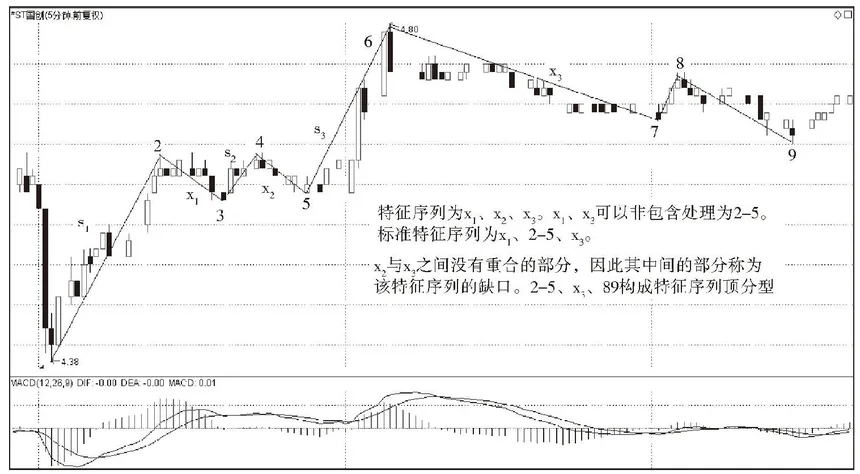 *ST国创(5分钟.前复权)
4.80
6
x₃
8
s₃
7
9
2
4
s₂
x₁
x₂
3
5
s₁
特征序列为x₁、x₂、x₃。x₁、x₃可以非包含处理为2-5。
标准特征序列为x₁、2-5、x₃。
x₂与x₃之间没有重合的部分，因此其中间的部分称为
该特征序列的缺口。2-5、x₃、89构成特征序列顶分型
4.38
MACD(12,26,9) DIF: -0.00 DEA: -0.00 MACD: 0.01